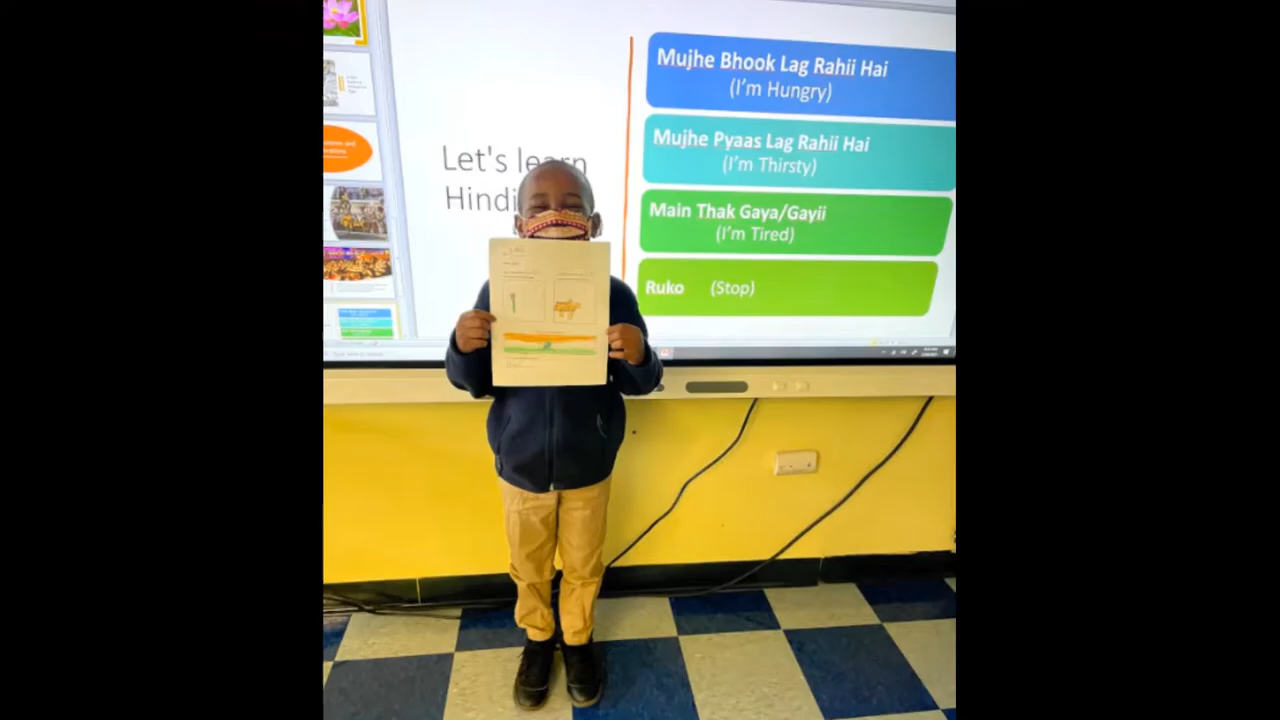 Let's learn
Hindi
Mujhe Bhook Lag Rahii Hai
(I'm Hungry)
Mujhe Pyaas Lag Rahii Hai
(I'm Thirsty)
Main Thak Gaya/Gayii
(I'm Tired)
Ruko (Stop)